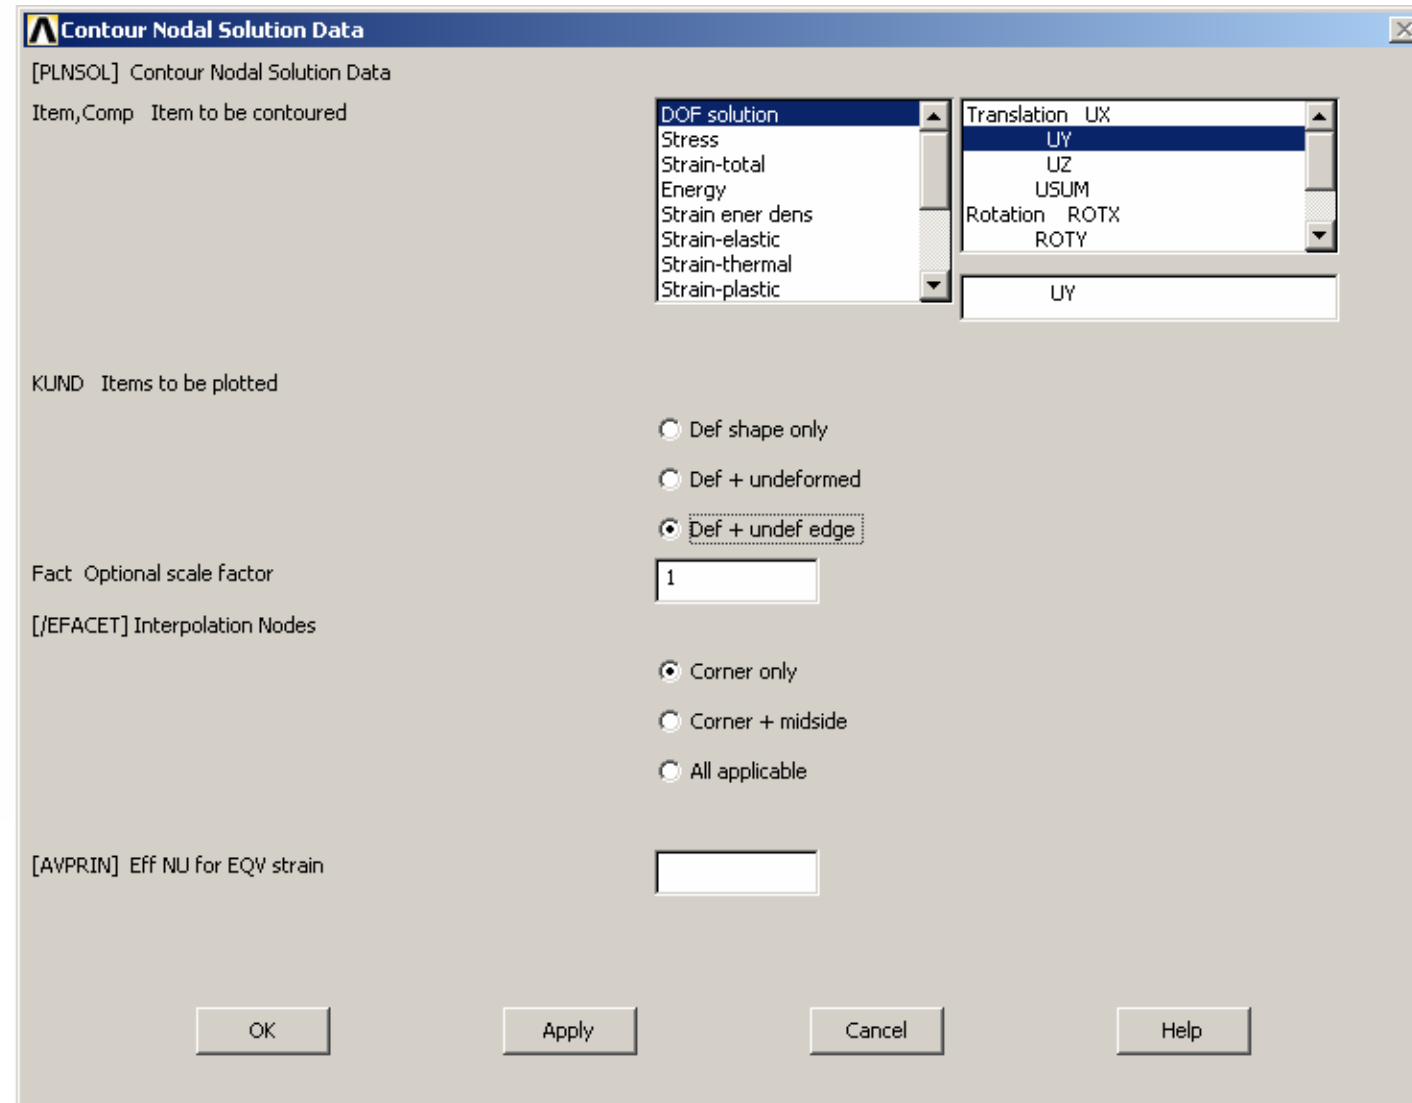 Contour Nodal Solution Data
[PLNSOL] Contour Nodal Solution Data
Item,Comp Item to be contoured
DOF solution
Stress
Strain-total
Energy
Strain ener dens
Strain-elastic
Strain-thermal
Strain-plastic
Translation UX
UY
UZ
USUM
Rotation ROTX
ROTY
UY
KUND Items to be plotted
Def shape only
Def + undeformed
Def + undef edge
Fact Optional scale factor
1
[/EFACET] Interpolation Nodes
Corner only
Corner + midside
All applicable
[AVPRIN] Eff NU for EQV strain
OK Apply Cancel Help